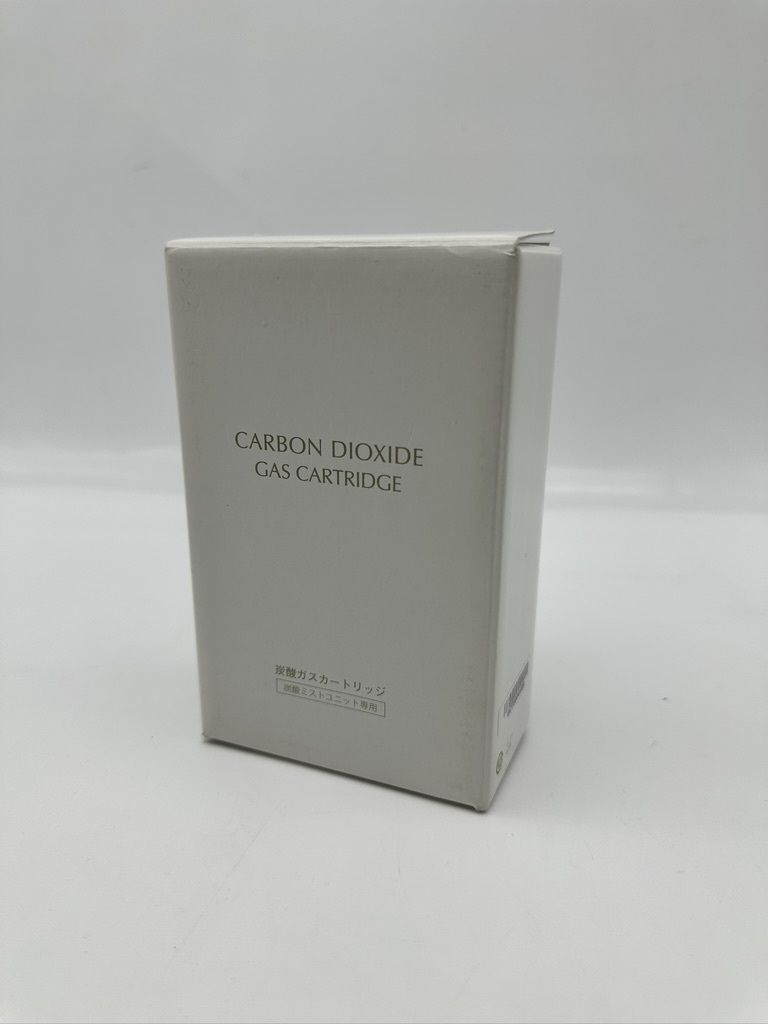 CARBON DIOXIDE
GAS CARTRIDGE
炭酸ガスカートリッジ
炭酸ミストユニット専用